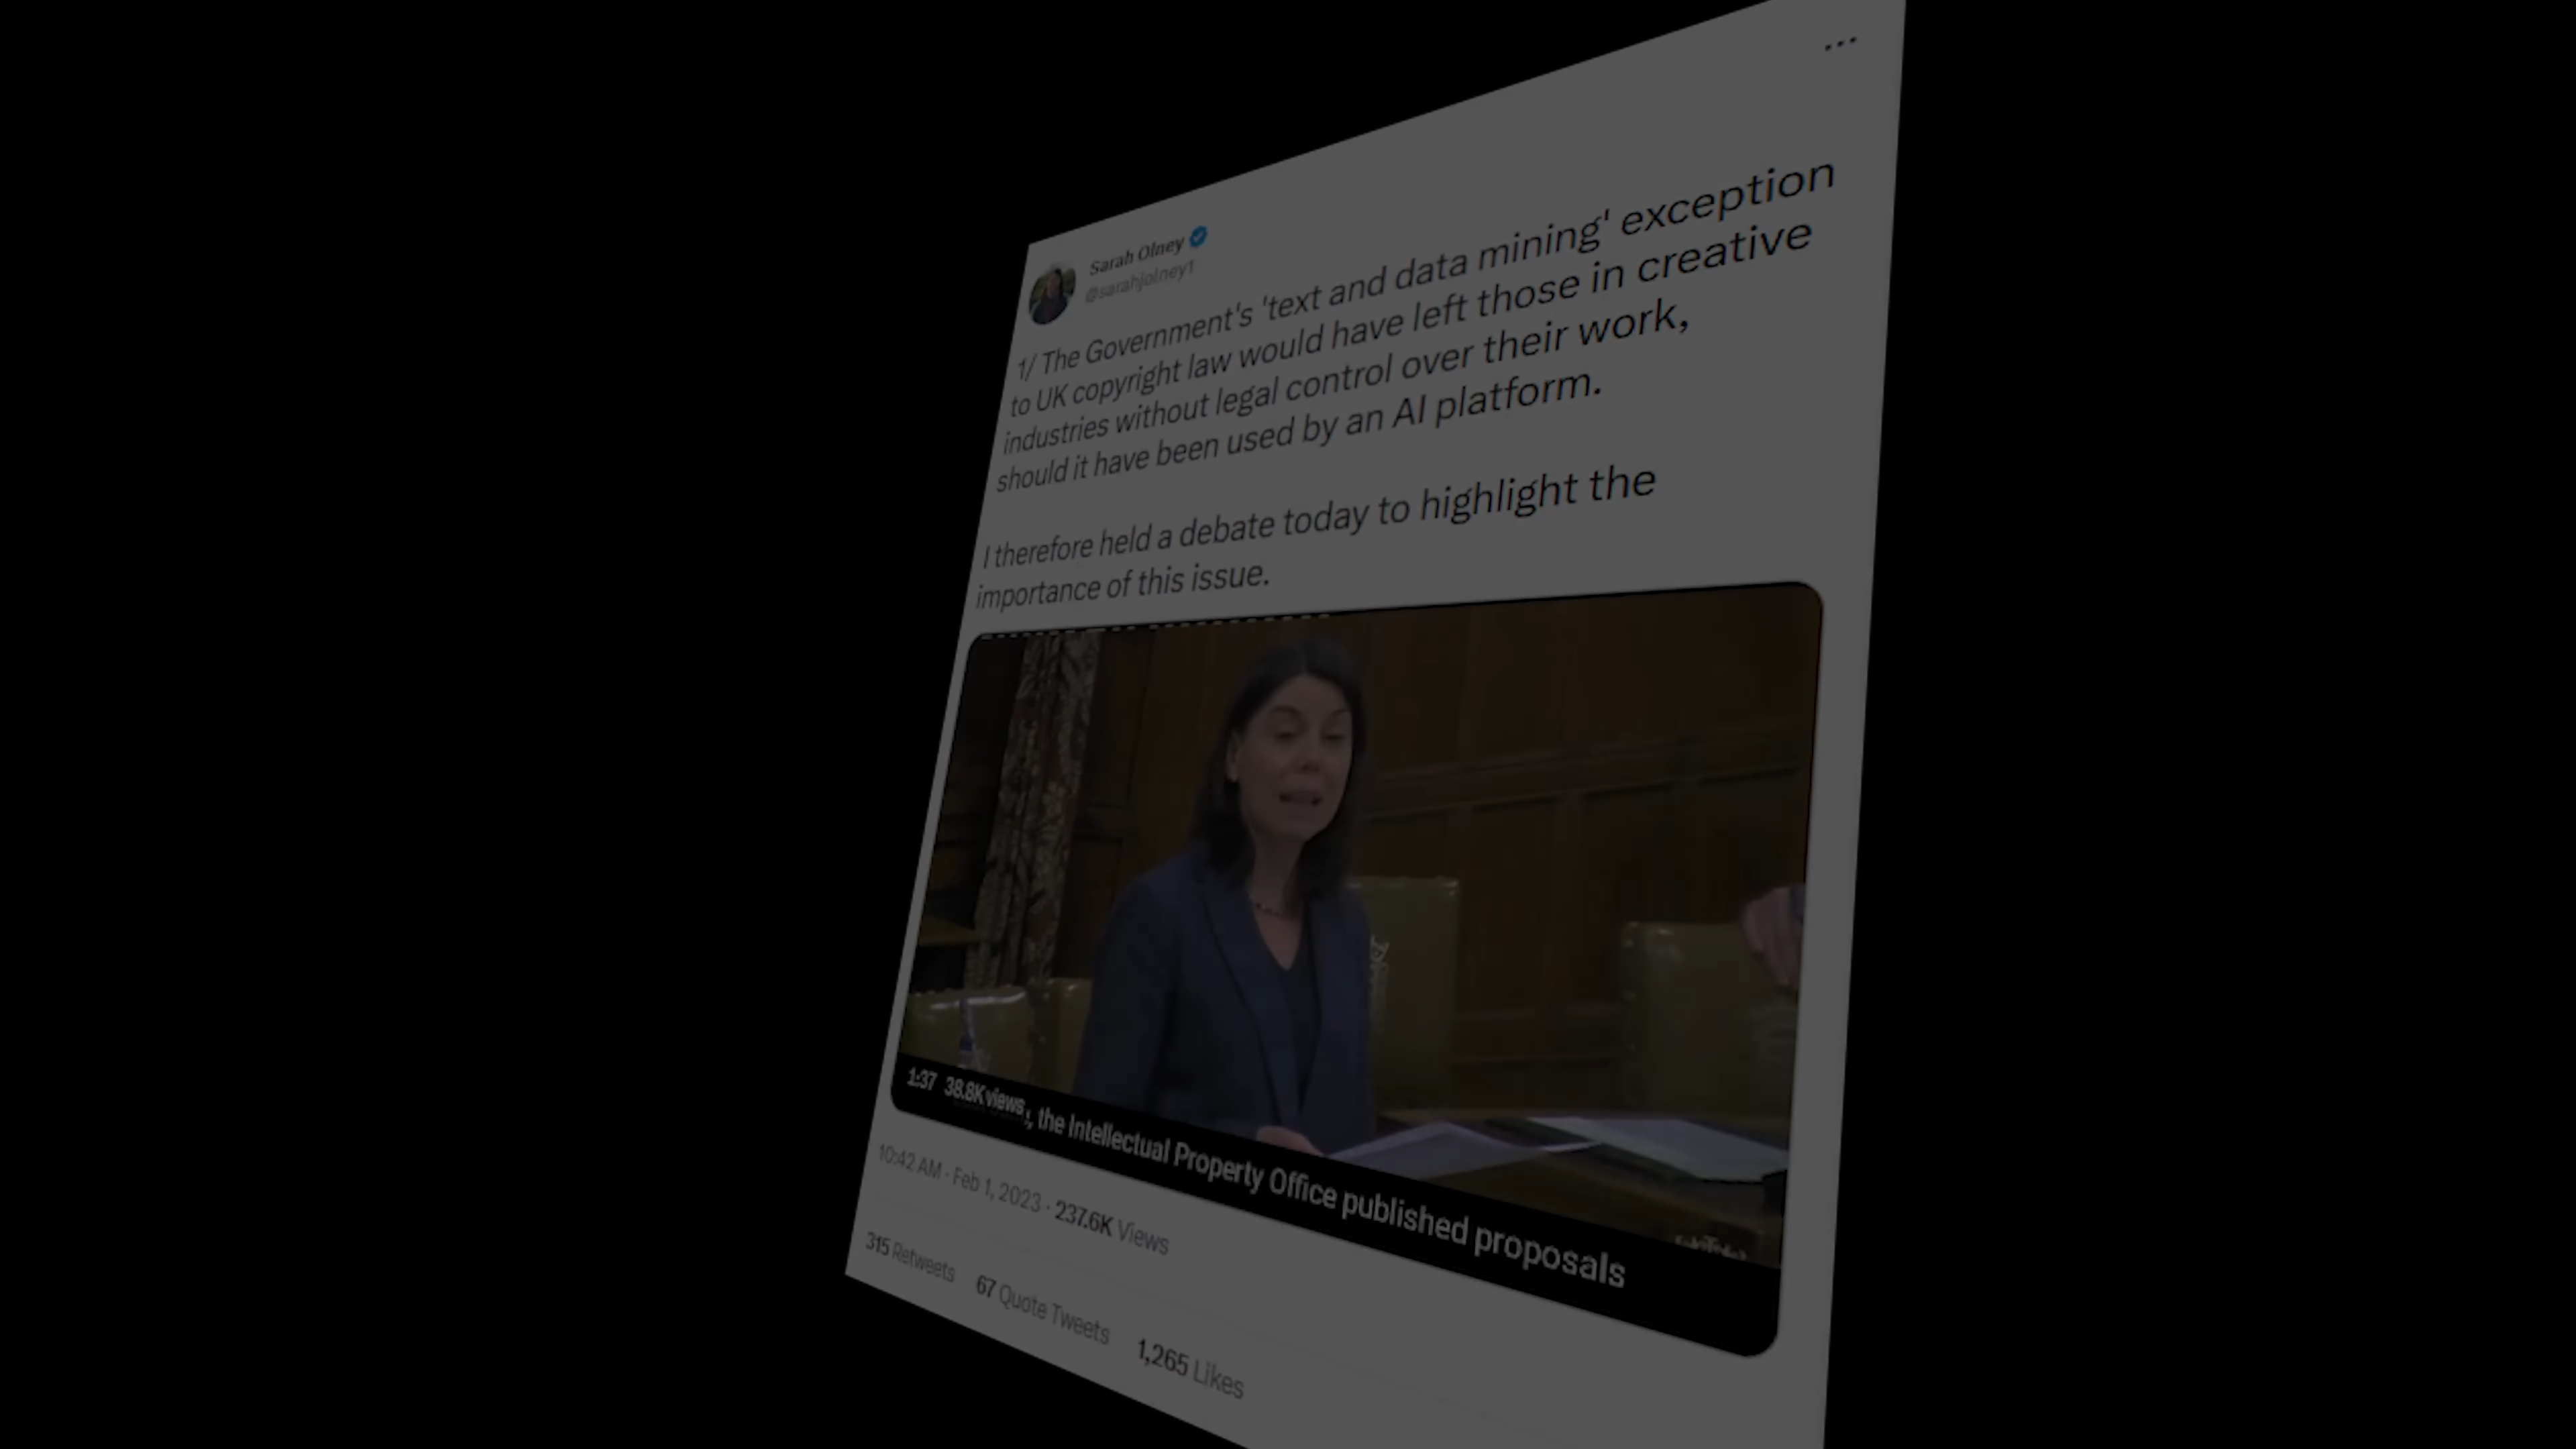 Sarah Olney
@sarahjolney1
1/ The Government's 'text and data mining' exception
to UK copyright law would have left those in creative
industries without legal control over their work,
should it have been used by an AI platform.
I therefore held a debate today to highlight the
importance of this issue.
1:37 38.8K views
, the Intellectual Property Office published proposals
10:42 AM · Feb 1, 2023 · 237.6K Views
315 Retweets 67 Quote Tweets 1,265 Likes